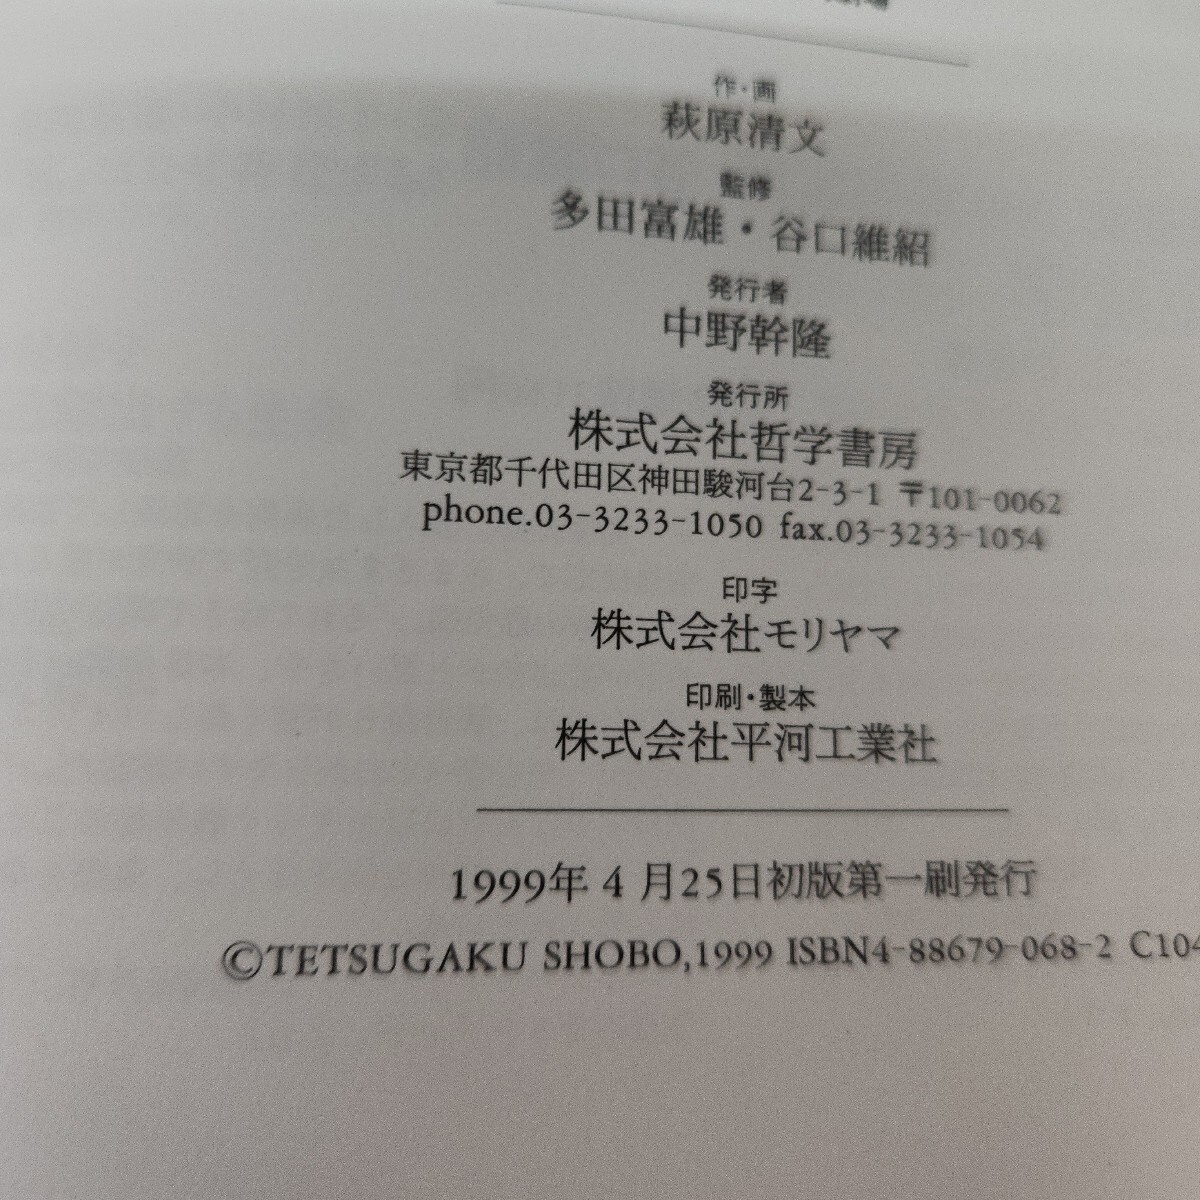 作・画
萩原清文
監修
多田富雄・谷口維紹
発行者
中野幹隆
発行所
株式会社哲学書房
東京都千代田区神田駿河台2-3-1 〒101-0062
phone.03-3233-1050 fax.03-3233-1054
印字
株式会社モリヤマ
印刷・製本
株式会社平河工業社
1999年4月25日初版第一刷発行
©TETSUGAKU SHOBO,1999 ISBN4-88679-068-2 C104